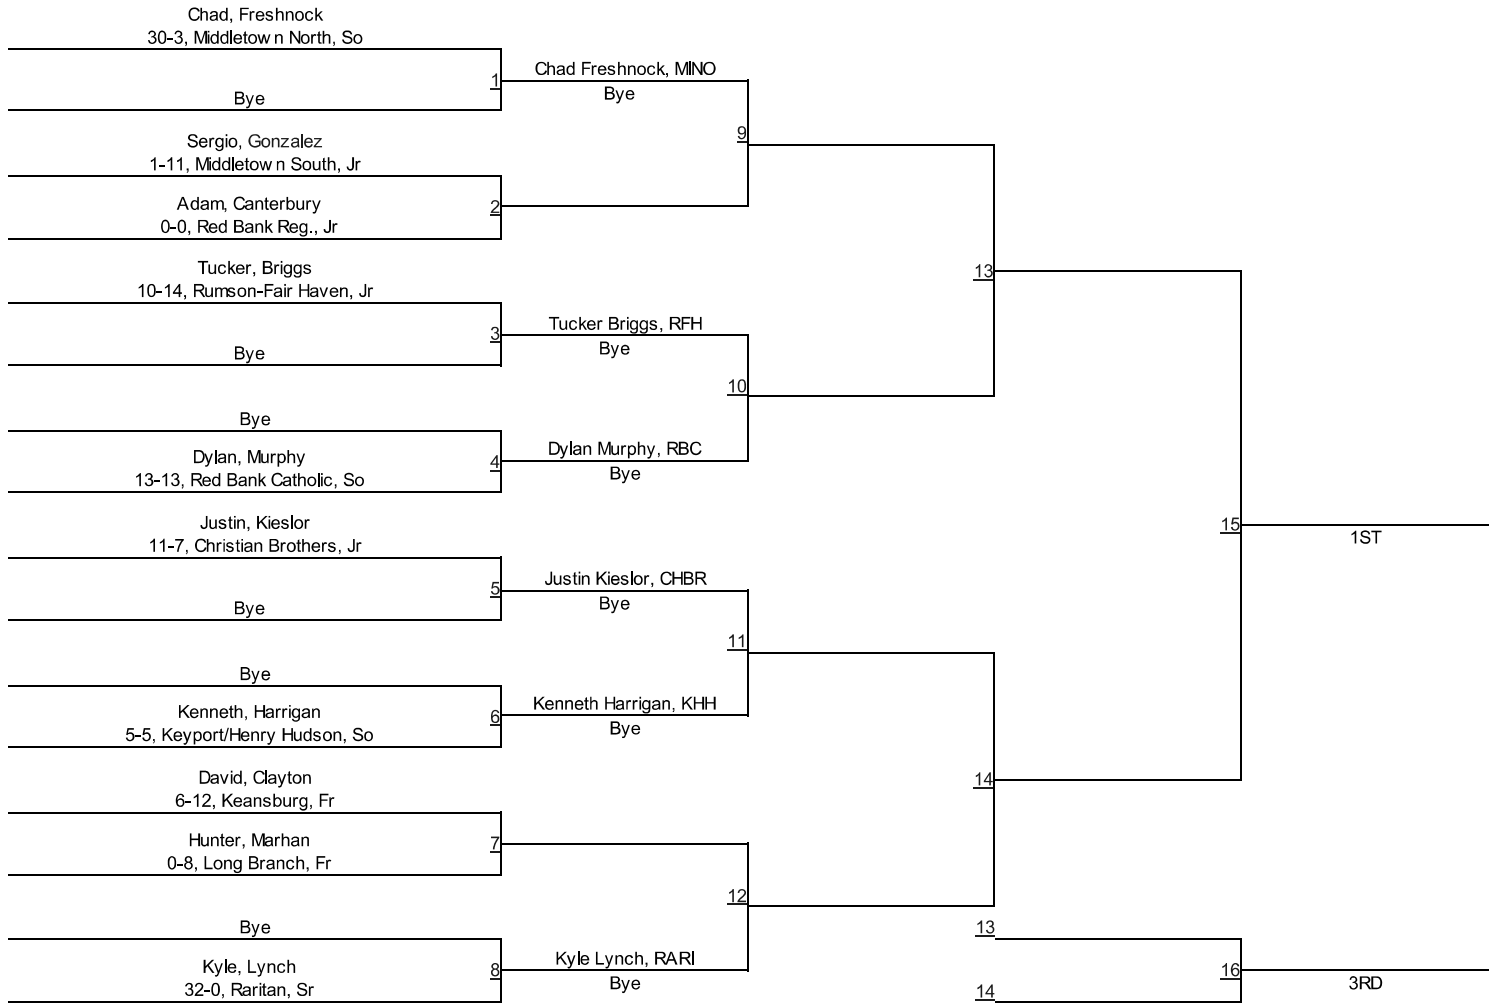 Chad, Freshnock
30-3, Middletown North, So
1
Bye
Chad Freshnock, MINO
Bye
Sergio, Gonzalez
1-11, Middletown South, Jr
2
Adam, Canterbury
0-0, Red Bank Reg., Jr
9
Tucker, Briggs
10-14, Rumson-Fair Haven, Jr
3
Bye
Tucker Briggs, RFH
Bye
13
10
Bye
Dylan, Murphy
13-13, Red Bank Catholic, So
4
Dylan Murphy, RBC
Bye
Justin, Kieslor
11-7, Christian Brothers, Jr
5
Bye
Justin Kieslor, CHBR
Bye
15
1ST
11
Bye
Kenneth, Harrigan
5-5, Keyport/Henry Hudson, So
6
Kenneth Harrigan, KHH
Bye
14
David, Clayton
6-12, Keansburg, Fr
7
Hunter, Marhan
0-8, Long Branch, Fr
12
Bye
Kyle, Lynch
32-0, Raritan, Sr
8
Kyle Lynch, RARI
Bye
13
14
16
3RD